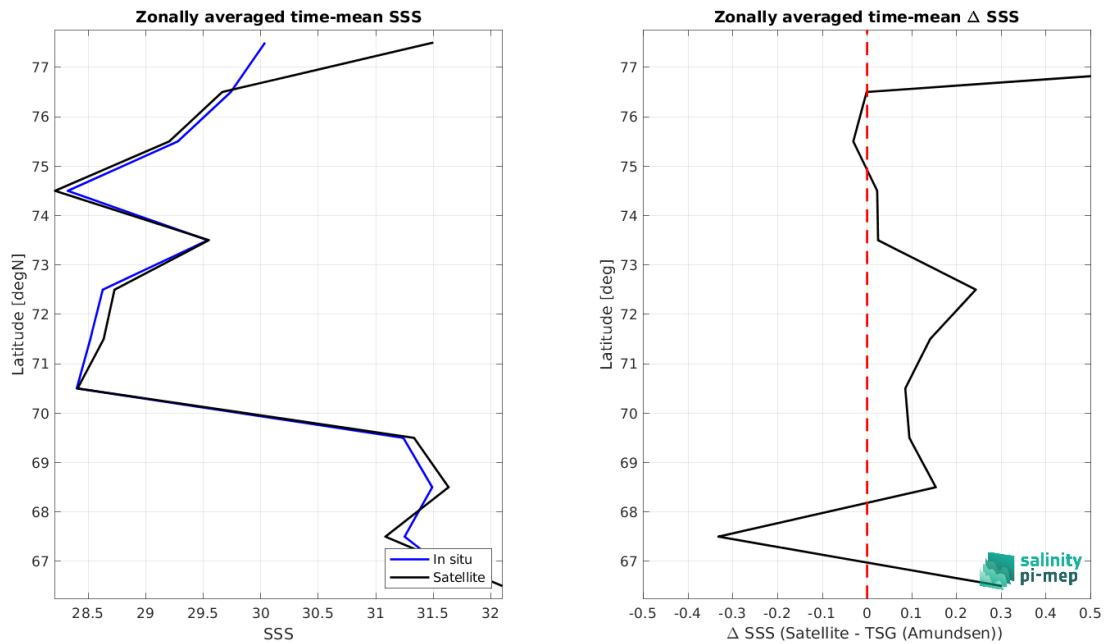 Zonally averaged time-mean SSS
77
76
75
74
73
72
71
70
69
68
67
Latitude [degN]
28.5 29 29.5 30 30.5 31 31.5 32
SSS
In situ
Satellite
Zonally averaged time-mean Δ SSS
77
76
75
74
73
72
71
70
69
68
67
Latitude [deg]
-0.5 -0.4 -0.3 -0.2 -0.1 0 0.1 0.2 0.3 0.4 0.5
Δ SSS (Satellite - TSG (Amundsen))
salinity
pi-mep